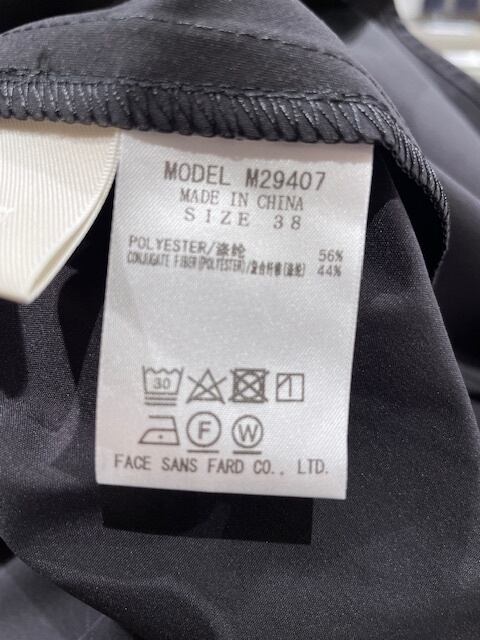 MODEL M29407
MADE IN CHINA
SIZE 38
POLYESTER/涤纶 56%
CONJUGATE FIBER(POLYESTER)/复合纤维(涤纶) 44%
30
F W
FACE SANS FARD CO., LTD.